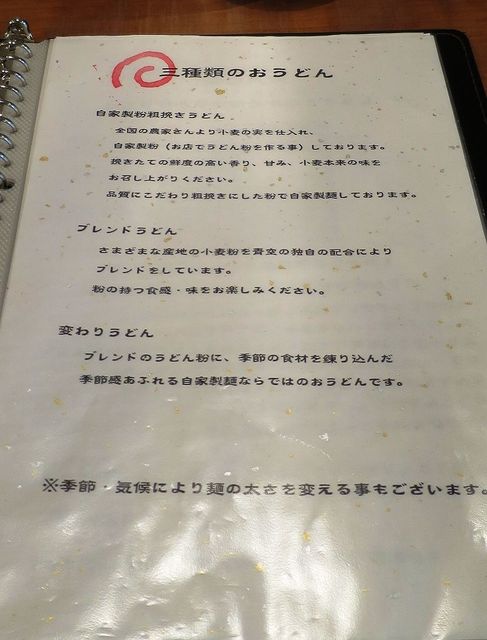 三種類のおうどん
自家製粉粗挽きうどん
全国の農家さんより小麦の実を仕入れ、
自家製粉（お店でうどん粉を作る事）しております。
挽きたての鮮度の高い香り、甘み、小麦本来の味を
お召し上がりください。
品質にこだわり粗挽きにした粉で自家製麺しております。
ブレンドうどん
さまざまな産地の小麦粉を青空の独自の配合により
ブレンドをしています。
粉の持つ食感・味をお楽しみください。
変わりうどん
ブレンドのうどん粉に、季節の食材を練り込んだ
季節感あふれる自家製麺ならではのおうどんです。
※季節・気候により麺の太さを変える事もございます。